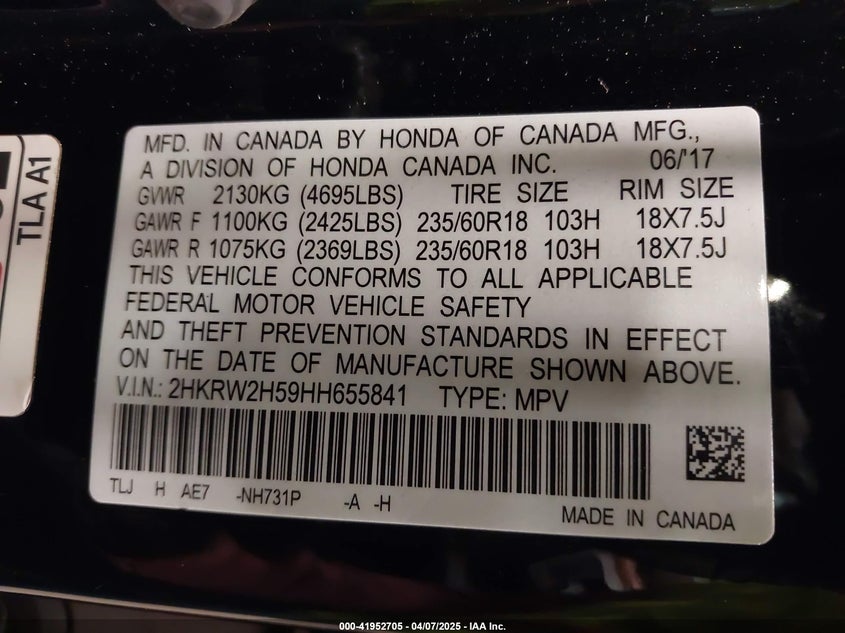 TLA A1
MFD. IN CANADA BY HONDA OF CANADA MFG.,
A DIVISION OF HONDA CANADA INC. 06/'17
GVWR 2130KG (4695LBS) TIRE SIZE RIM SIZE
GAWR F 1100KG (2425LBS) 235/60R18 103H 18X7.5J
GAWR R 1075KG (2369LBS) 235/60R18 103H 18X7.5J
THIS VEHICLE CONFORMS TO ALL APPLICABLE
FEDERAL MOTOR VEHICLE SAFETY
AND THEFT PREVENTION STANDARDS IN EFFECT
ON THE DATE OF MANUFACTURE SHOWN ABOVE.
V.I.N.: 2HKRW2H59HH655841 TYPE: MPV
TLJ H AE7 -NH731P -A -H
MADE IN CANADA
000-41952705 - 04/07/2025 - IAA Inc.